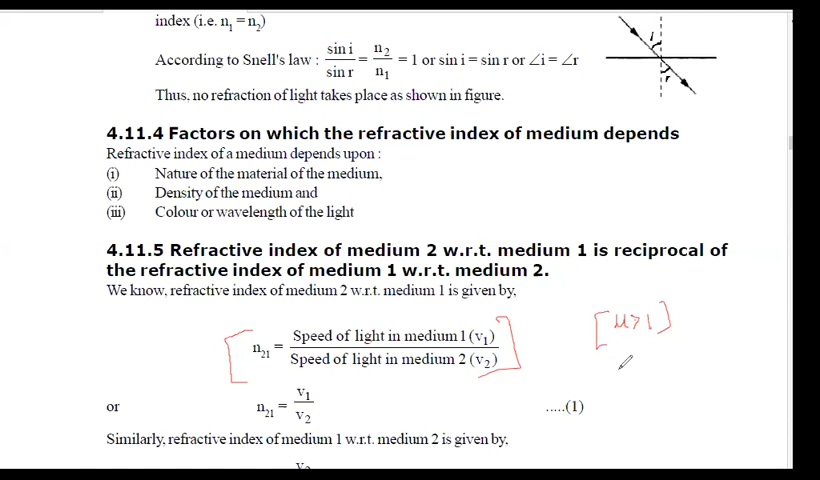 index (i.e. n₁ = n₂)
i
According to Snell's law : sin i / sin r = n₂ / n₁ = 1 or sin i = sin r or ∠i = ∠r
r
Thus, no refraction of light takes place as shown in figure.
4.11.4 Factors on which the refractive index of medium depends
Refractive index of a medium depends upon :
(i) Nature of the material of the medium,
(ii) Density of the medium and
(iii) Colour or wavelength of the light
4.11.5 Refractive index of medium 2 w.r.t. medium 1 is reciprocal of
the refractive index of medium 1 w.r.t. medium 2.
We know, refractive index of medium 2 w.r.t. medium 1 is given by,
[n₂₁ = Speed of light in medium 1 (v₁) / Speed of light in medium 2 (v₂)]
[μ>1]
or n₂₁ = v₁ / v₂ .....(1)
Similarly, refractive index of medium 1 w.r.t. medium 2 is given by,